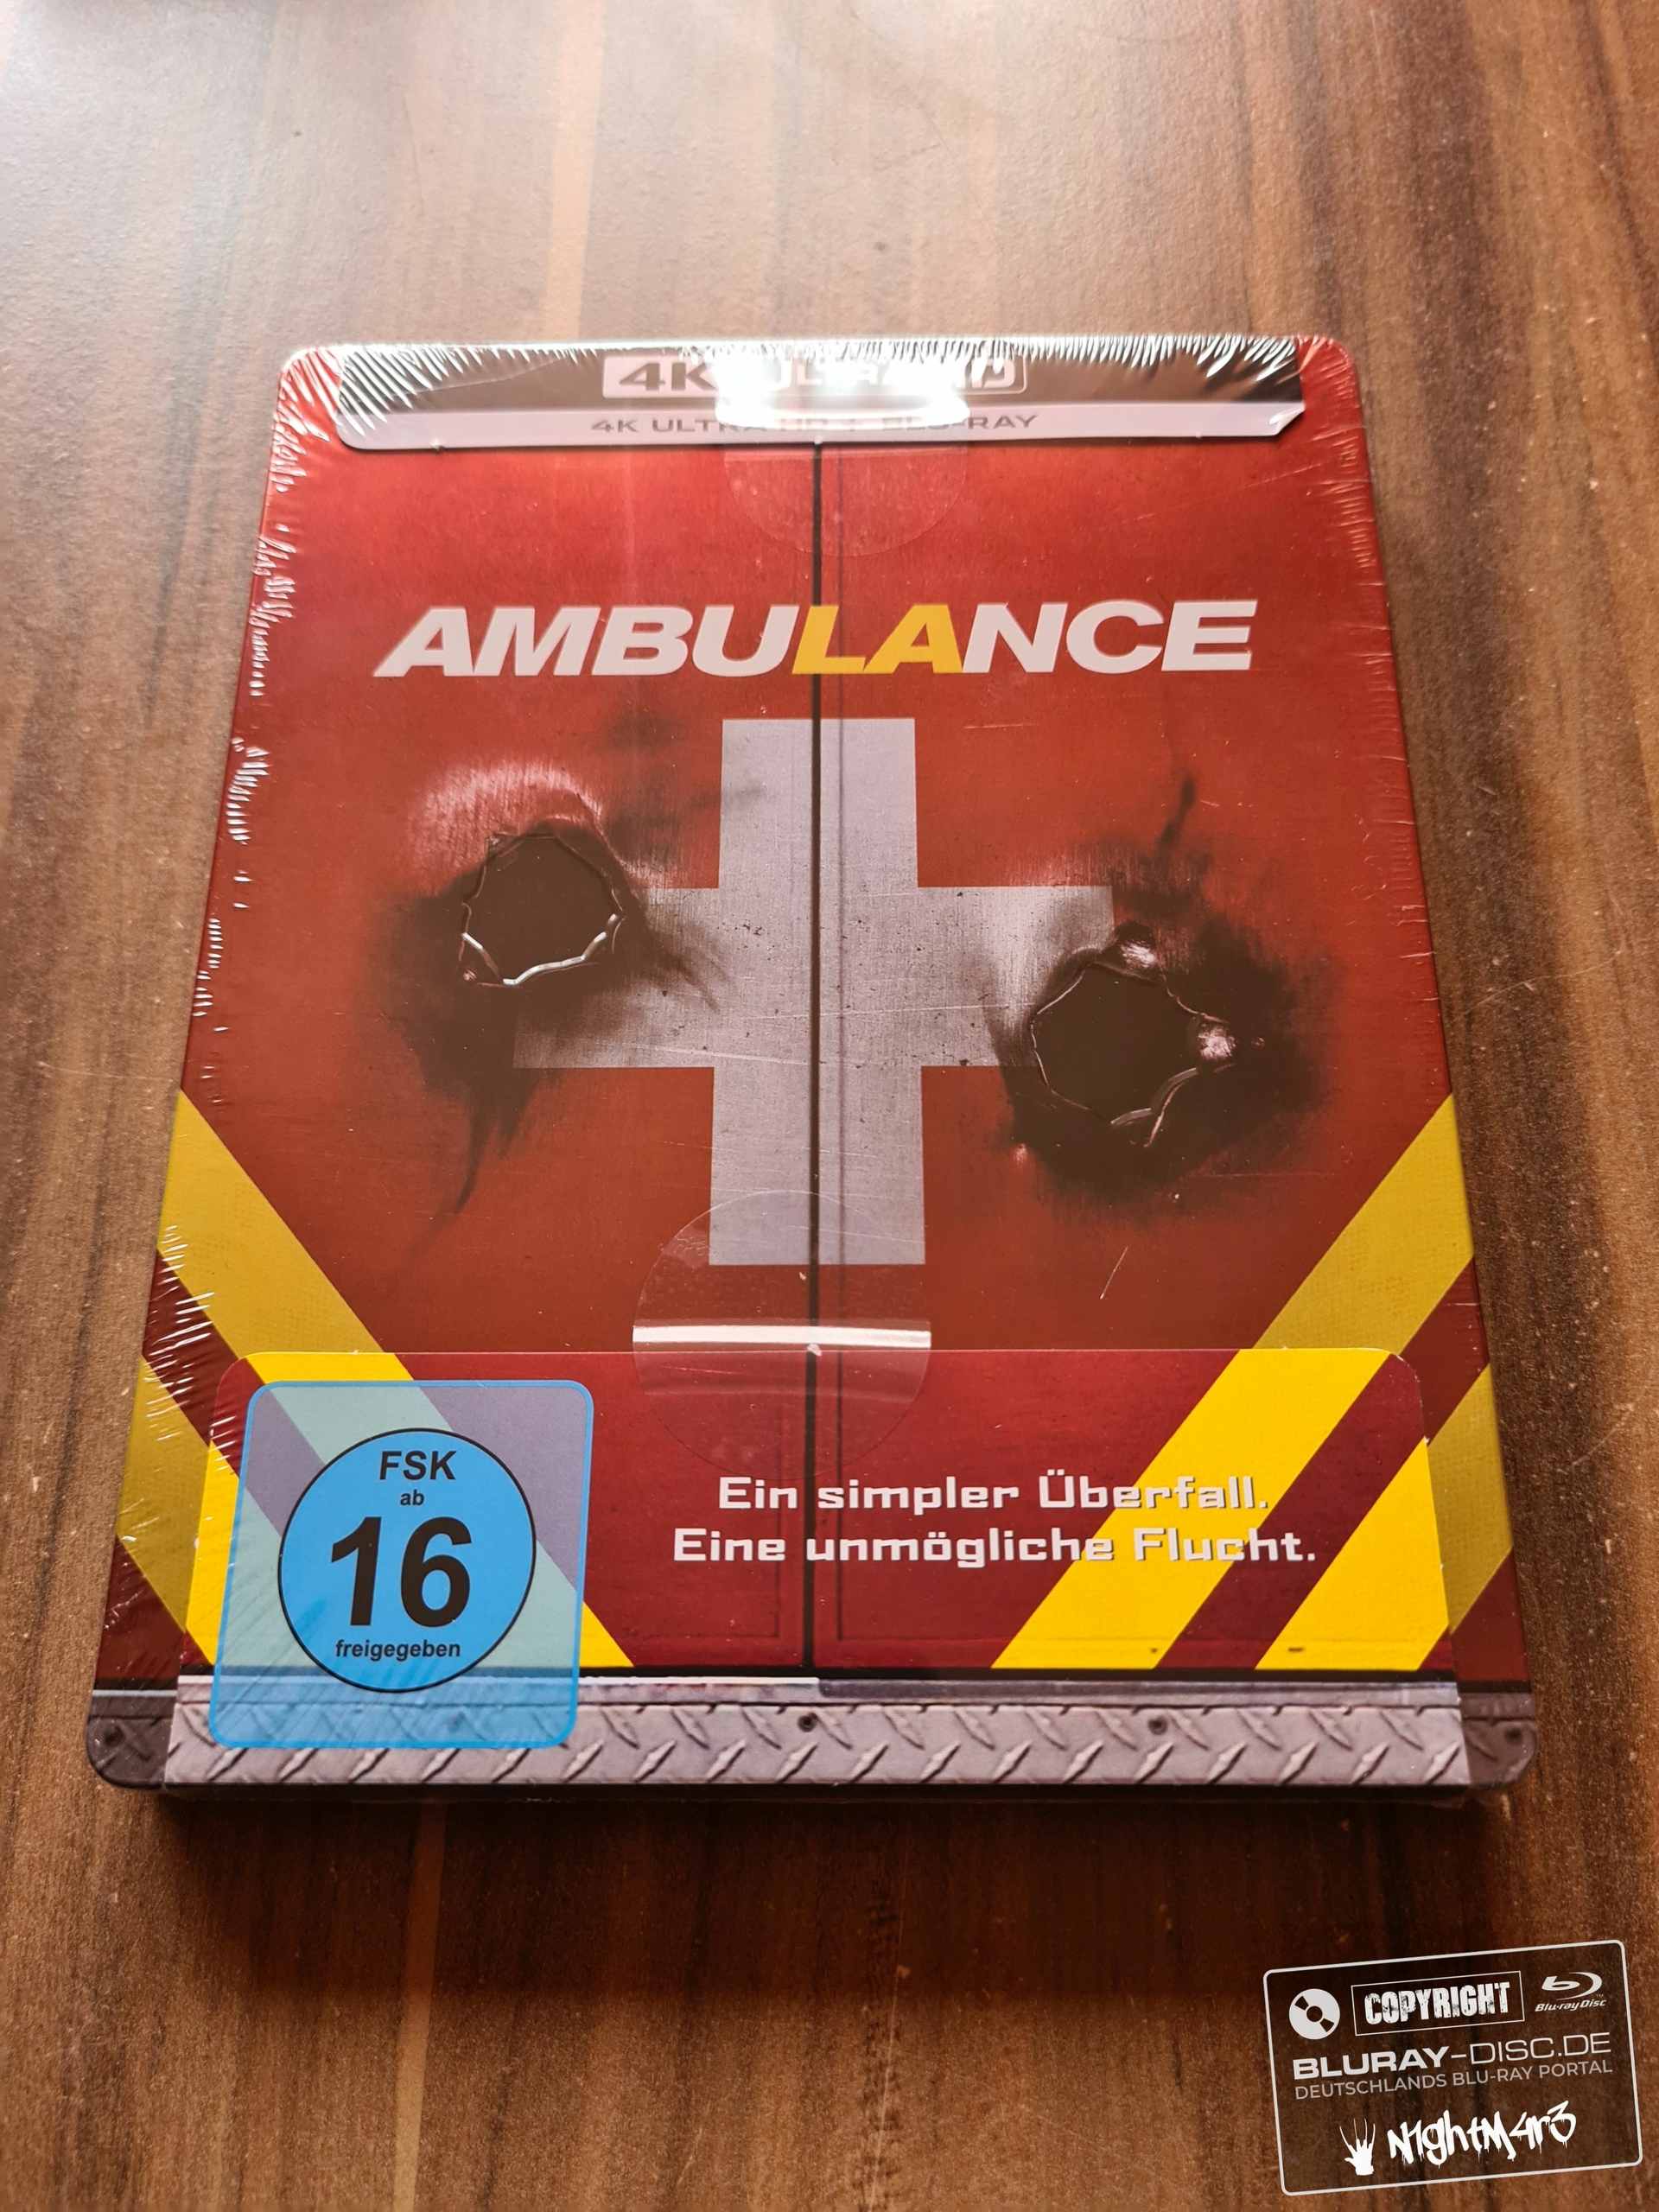 4K ULTRA HD
4K ULTRA HD + BLU-RAY
AMBULANCE
FSK
ab
16
freigegeben
Ein simpler Überfall.
Eine unmögliche Flucht.
COPYRIGHT
Blu-ray Disc
BLURAY-DISC.DE
DEUTSCHLANDS BLU-RAY PORTAL
N1ghtM4r3